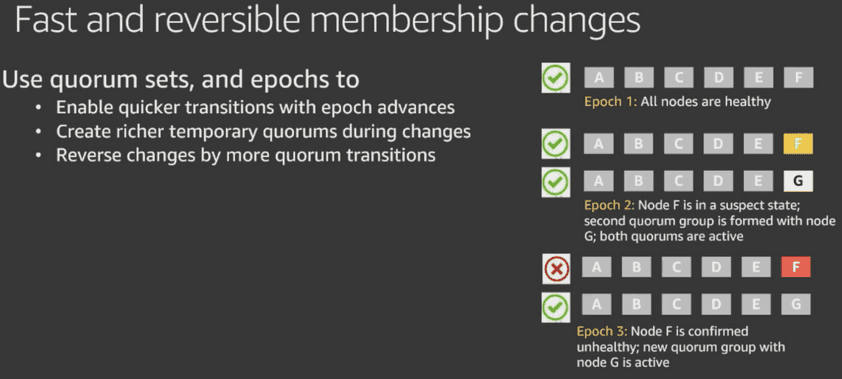 Fast and reversible membership changes
Use quorum sets, and epochs to
• Enable quicker transitions with epoch advances
• Create richer temporary quorums during changes
• Reverse changes by more quorum transitions
A B C D E F
Epoch 1: All nodes are healthy
A B C D E F
A B C D E G
Epoch 2: Node F is in a suspect state;
second quorum group is formed with node
G; both quorums are active
A B C D E F
A B C D E G
Epoch 3: Node F is confirmed
unhealthy; new quorum group with
node G is active